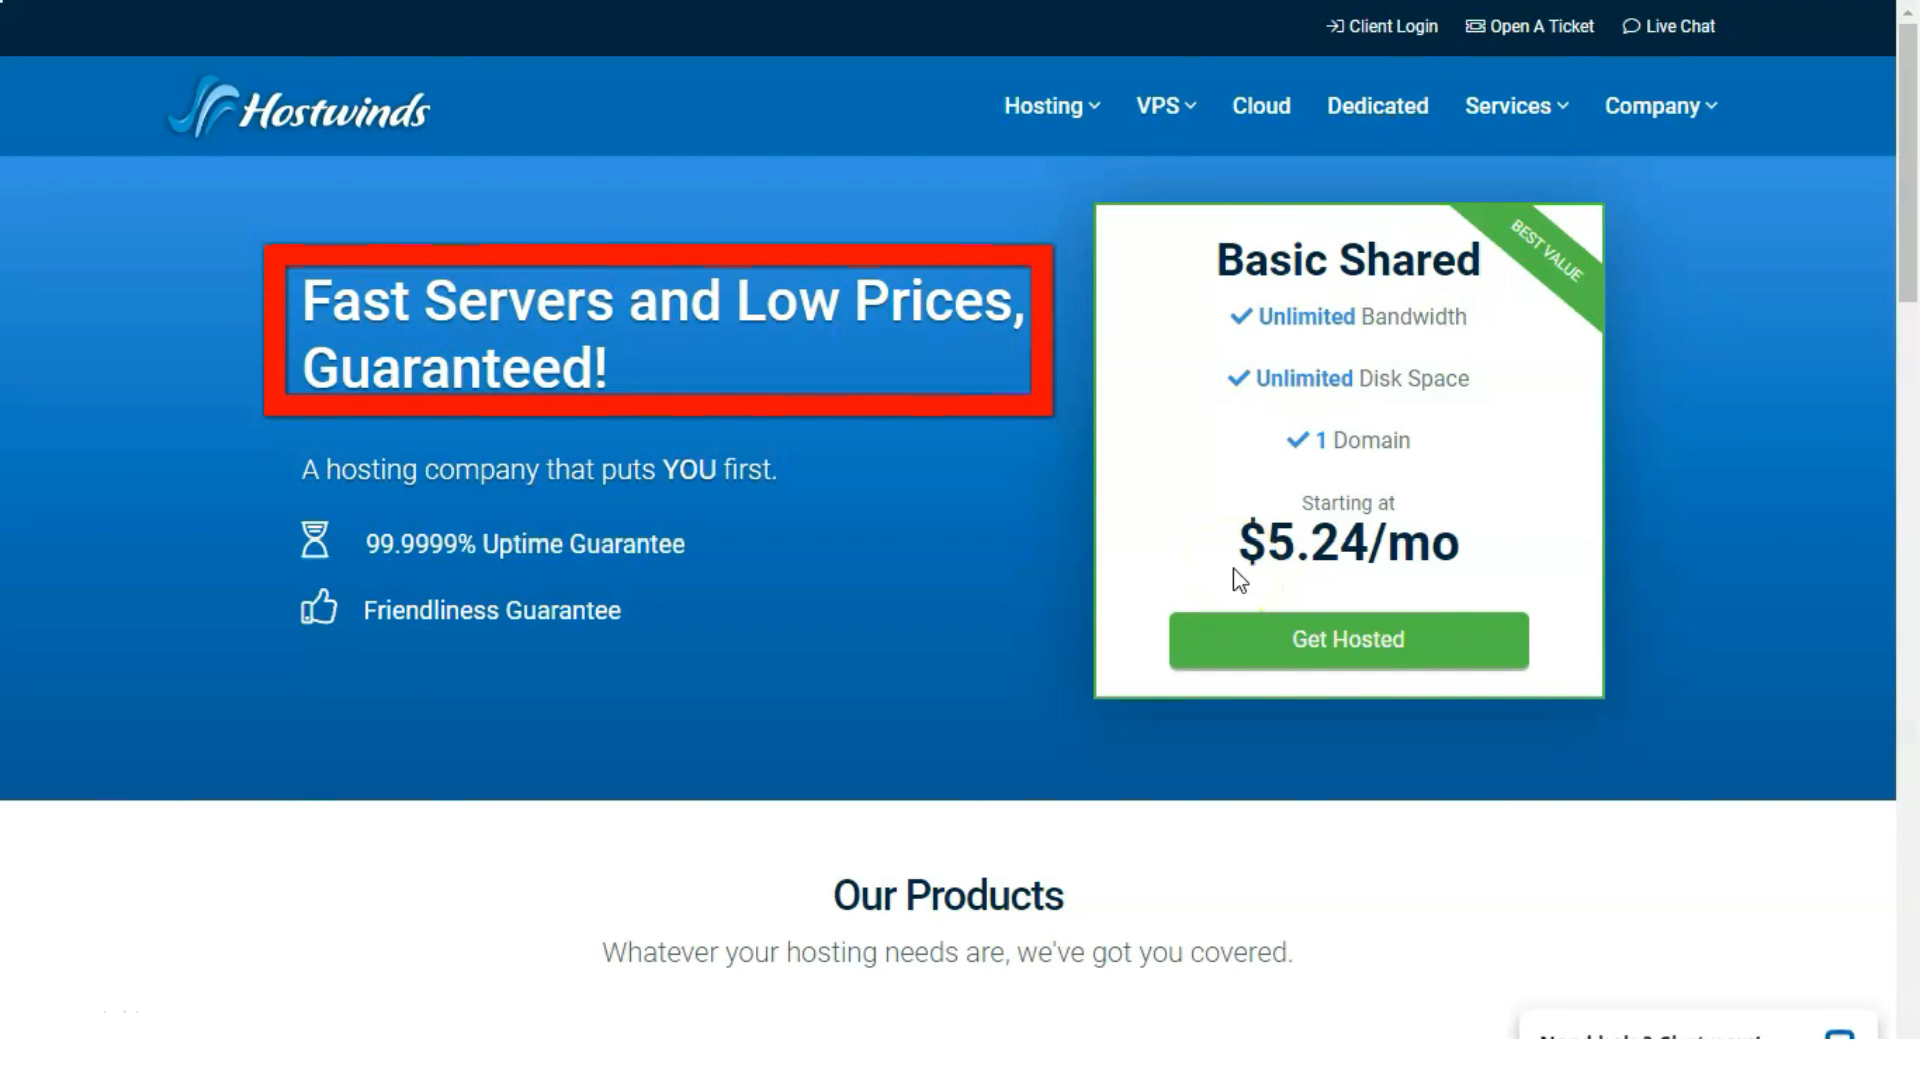 Client Login
Open A Ticket
Live Chat
Hostwinds
Hosting
VPS
Cloud
Dedicated
Services
Company
Fast Servers and Low Prices,
Guaranteed!
A hosting company that puts YOU first.
99.9999% Uptime Guarantee
Friendliness Guarantee
BEST VALUE
Basic Shared
Unlimited Bandwidth
Unlimited Disk Space
1 Domain
Starting at
$5.24/mo
Get Hosted
Our Products
Whatever your hosting needs are, we've got you covered.